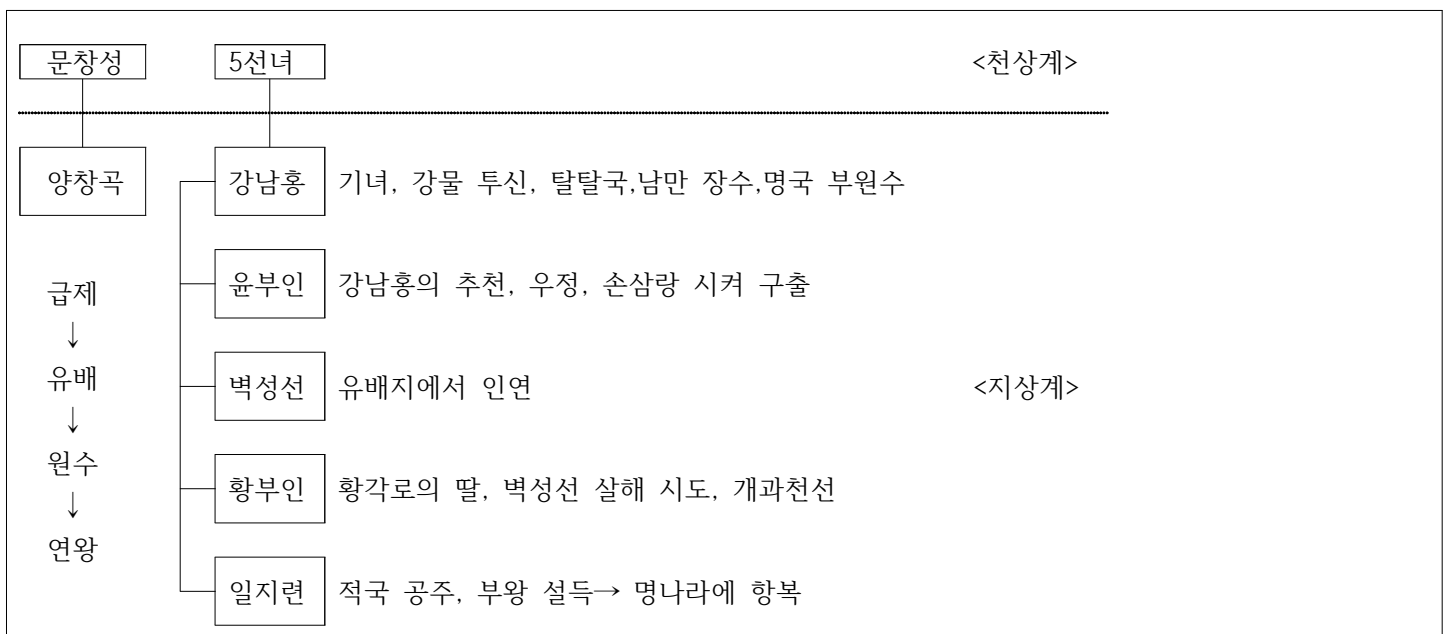 문창성 5선녀 <천상계>
양창곡 강남홍 기녀, 강물 투신, 탈탈국,남만 장수,명국 부원수
윤부인 강남홍의 추천, 우정, 손삼랑 시켜 구출
급제
↓
유배 벽성선 유배지에서 인연 <지상계>
↓
원수 황부인 황각로의 딸, 벽성선 살해 시도, 개과천선
↓
연왕
일지련 적국 공주, 부왕 설득→ 명나라에 항복